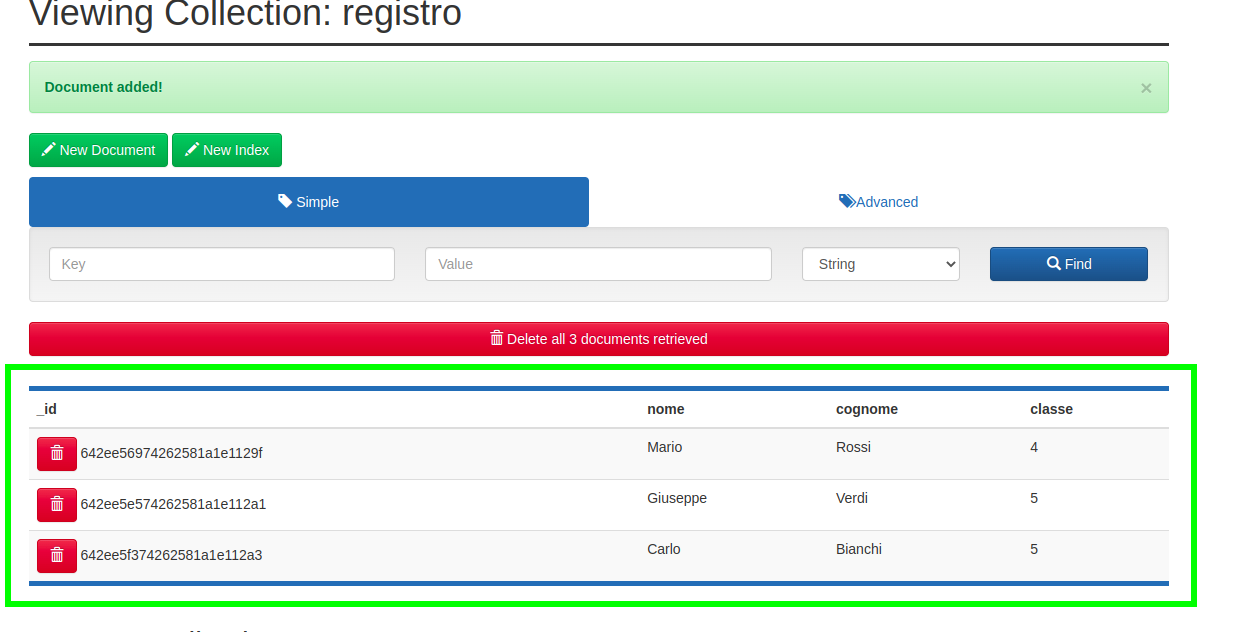 Viewing Collection: registro
Document added! ×
New Document New Index
Simple Advanced
Key Value String Find
Delete all 3 documents retrieved
_id nome cognome classe
642ee56974262581a1e1129f Mario Rossi 4
642ee5e574262581a1e112a1 Giuseppe Verdi 5
642ee5f374262581a1e112a3 Carlo Bianchi 5